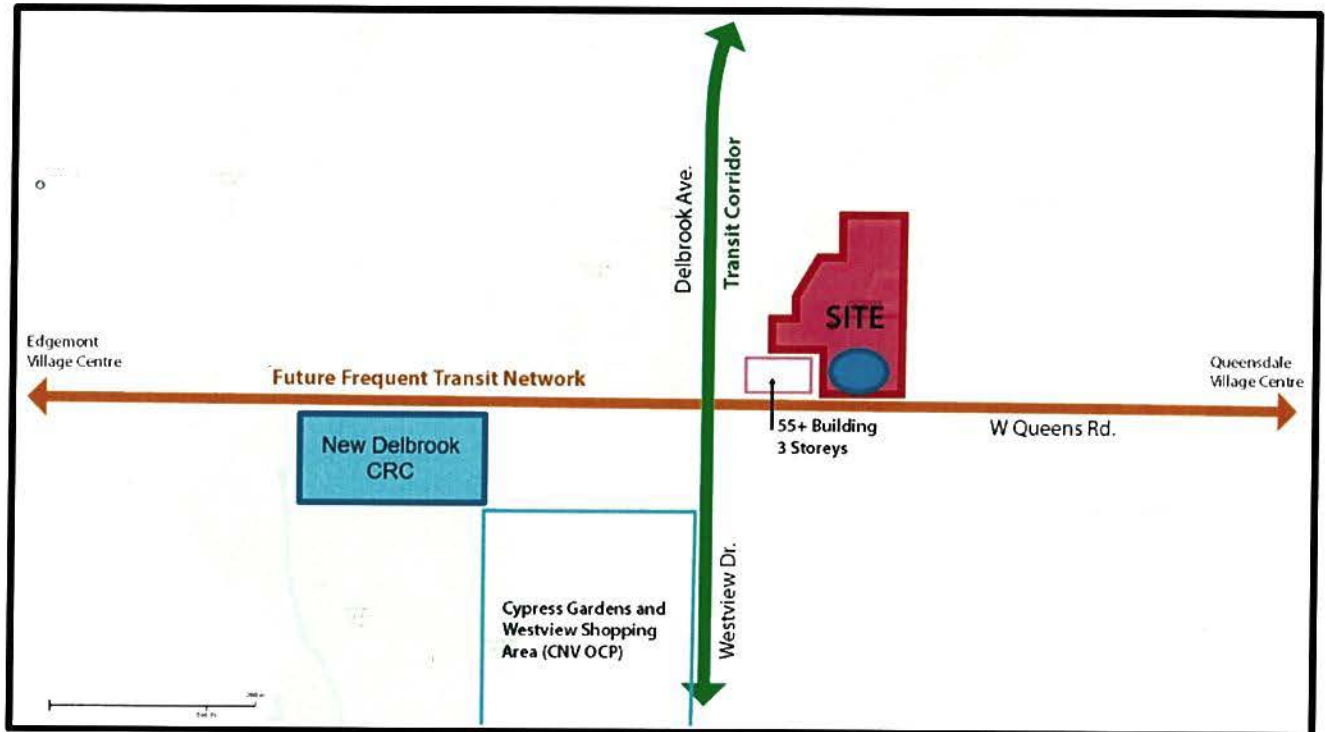 Delbrook Ave.
Transit Corridor
SITE
Edgemont
Village Centre
Future Frequent Transit Network
Queensdale
Village Centre
55+ Building
3 Storeys
W Queens Rd.
New Delbrook
CRC
Westview Dr.
Cypress Gardens and
Westview Shopping
Area (CNV OCP)